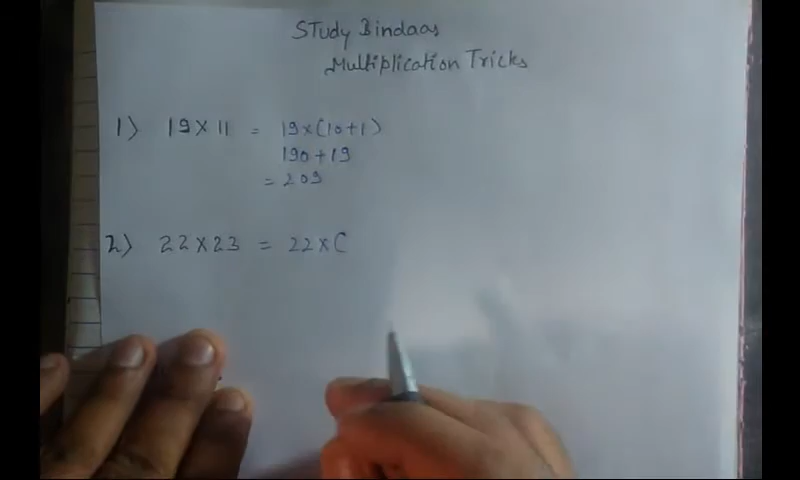 STudy Bindaas
Multiplication Tricks
1) 19 × 11 = 19 × (10 + 1)
190 + 19
= 209
2) 22 × 23 = 22 × (